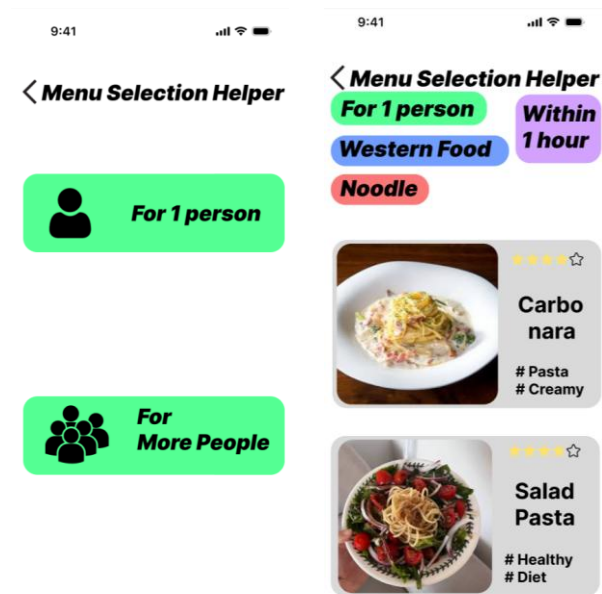 9:41
Menu Selection Helper
For 1 person
For
More People
9:41
Menu Selection Helper
For 1 person
Within
1 hour
Western Food
Noodle
Carbo
nara
# Pasta
# Creamy
Salad
Pasta
# Healthy
# Diet